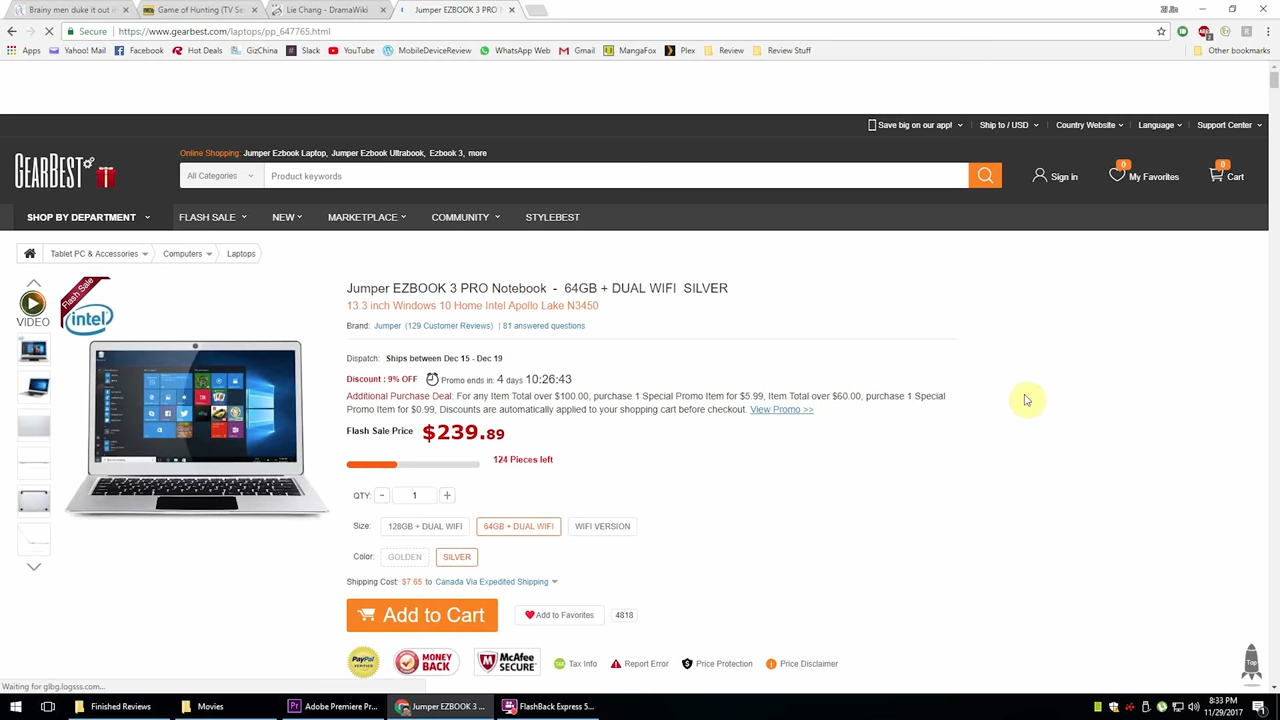 Brainy men duke it out e
Game of Hunting (TV Se
Lie Chang - DramaWiki
Jumper EZBOOK 3 PRO N
Secure
https://www.gearbest.com/laptops/pp_647765.html
Apps
Yahoo! Mail
Facebook
Hot Deals
GizChina
Slack
YouTube
MobileDeviceReview
WhatsApp Web
Gmail
MangaFox
Plex
Review
Review Stuff
Other bookmarks
Save big on our app!
Ship to / USD
Country Website
Language
Support Center
GEARBEST
Online Shopping: Jumper Ezbook Laptop, Jumper Ezbook Ultrabook, Ezbook 3, more
All Categories
Product keywords
Sign in
0
My Favorites
0
Cart
SHOP BY DEPARTMENT
FLASH SALE
NEW
MARKETPLACE
COMMUNITY
STYLEBEST
Tablet PC & Accessories
Computers
Laptops
VIDEO
Flash Sale
intel
Jumper EZBOOK 3 PRO Notebook - 64GB + DUAL WIFI SILVER
13.3 inch Windows 10 Home Intel Apollo Lake N3450
Brand: Jumper (129 Customer Reviews) | 81 answered questions
Dispatch: Ships between Dec 15 - Dec 19
Discount : 9% OFF Promo ends in: 4 days 10:26:43
Additional Purchase Deal: For any Item Total over $100.00, purchase 1 Special Promo Item for $5.99, Item Total over $60.00, purchase 1 Special
Promo Item for $0.99, Discounts are automatically applied to your shopping cart before checkout. View Promo >>
Flash Sale Price $239.89
124 Pieces left
QTY: - 1 +
Size: 128GB + DUAL WIFI 64GB + DUAL WIFI WIFI VERSION
Color: GOLDEN SILVER
Shipping Cost: $7.65 to Canada Via Expedited Shipping
Add to Cart
Add to Favorites
4818
PayPal
VERIFIED
MONEY
BACK
McAfee
SECURE
Tax Info
Report Error
Price Protection
Price Disclaimer
Top
Waiting for glbg.logsss.com...
Finished Reviews
Movies
Adobe Premiere Pr...
Jumper EZBOOK 3 ...
FlashBack Express 5...
8:33 PM
11/29/2017